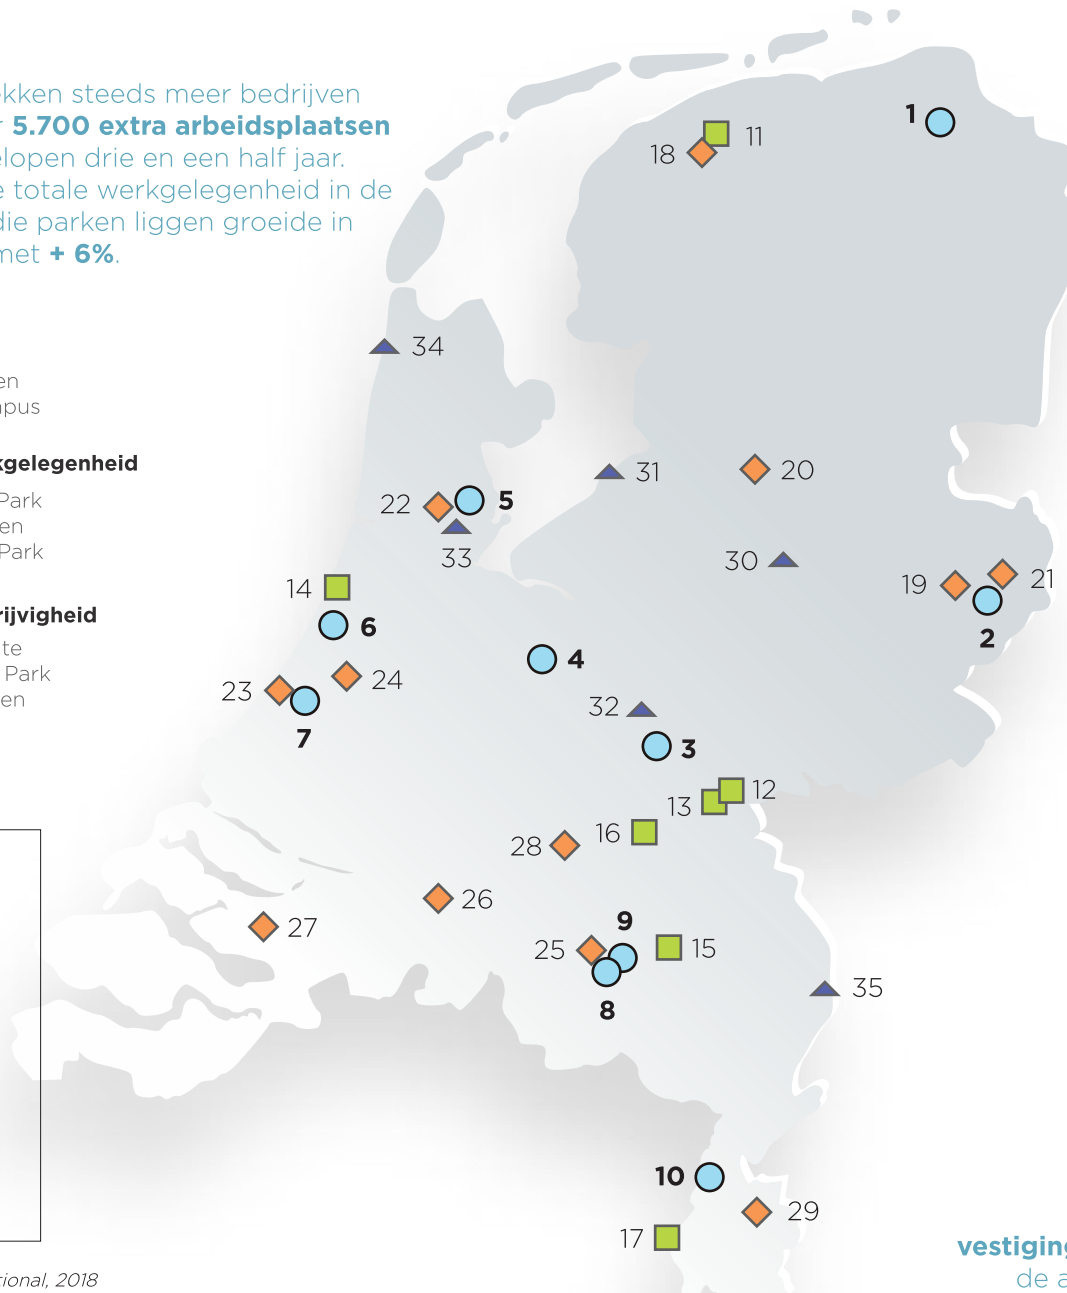 kken steeds meer bedrijven
r 5.700 extra arbeidsplaatsen
elopen drie en een half jaar.
e totale werkgelegenheid in de
die parken liggen groeide in
met + 6%.
en
npus
kgelegenheid
Park
en
Park
rijvigheid
te
Park
en
tional, 2018
1
11
18
34
31
20
22
5
33
30
19
21
2
14
6
4
23
24
7
32
3
12
13
16
28
26
27
9
25
15
8
35
10
29
17
vestiging
de a